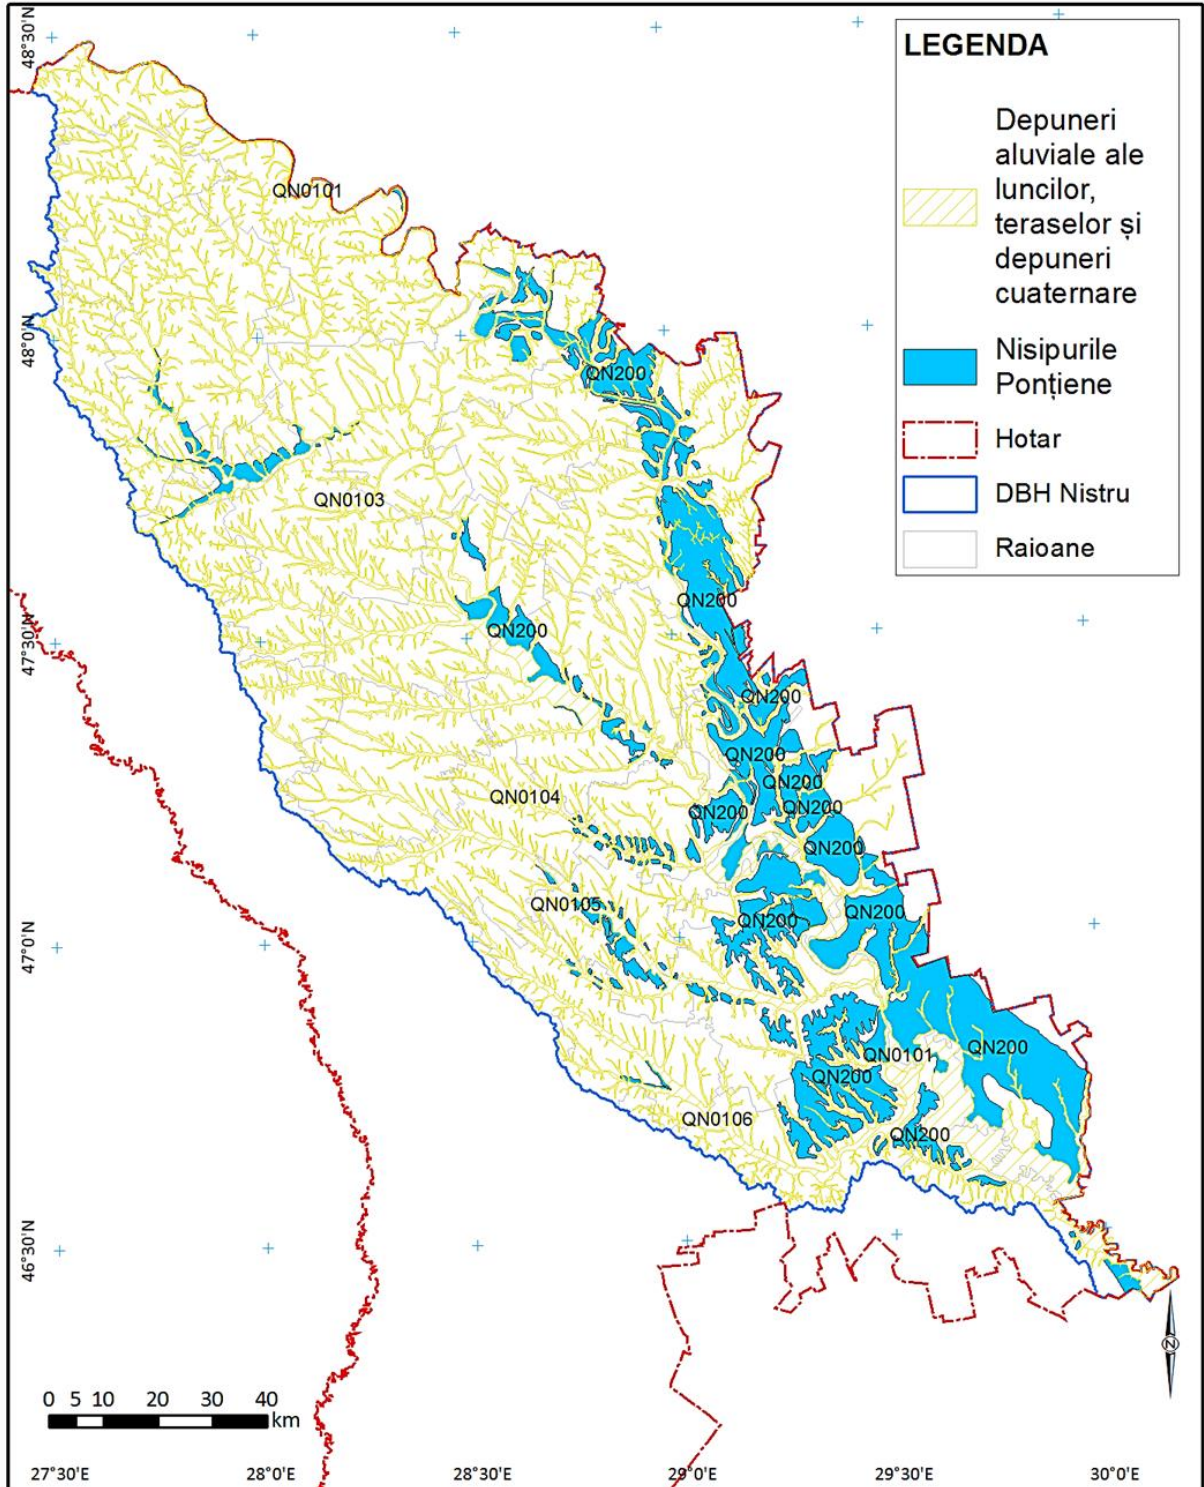 LEGENDA
Depuneri
aluviale ale
luncilor,
teraselor și
depuneri
cuaternare
Nisipurile
Ponțiene
Hotar
DBH Nistru
Raioane
48°30'N
48°0'N
47°30'N
47°0'N
46°30'N
QN0101
QN200
QN0103
QN200
QN200
QN200
QN200
QN200
QN0104
QN200
QN200
QN200
QN0105
QN200
QN200
QN200
QN0101
QN200
QN0106
QN200
N
0 5 10 20 30 40
km
27°30'E 28°0'E 28°30'E 29°0'E 29°30'E 30°0'E